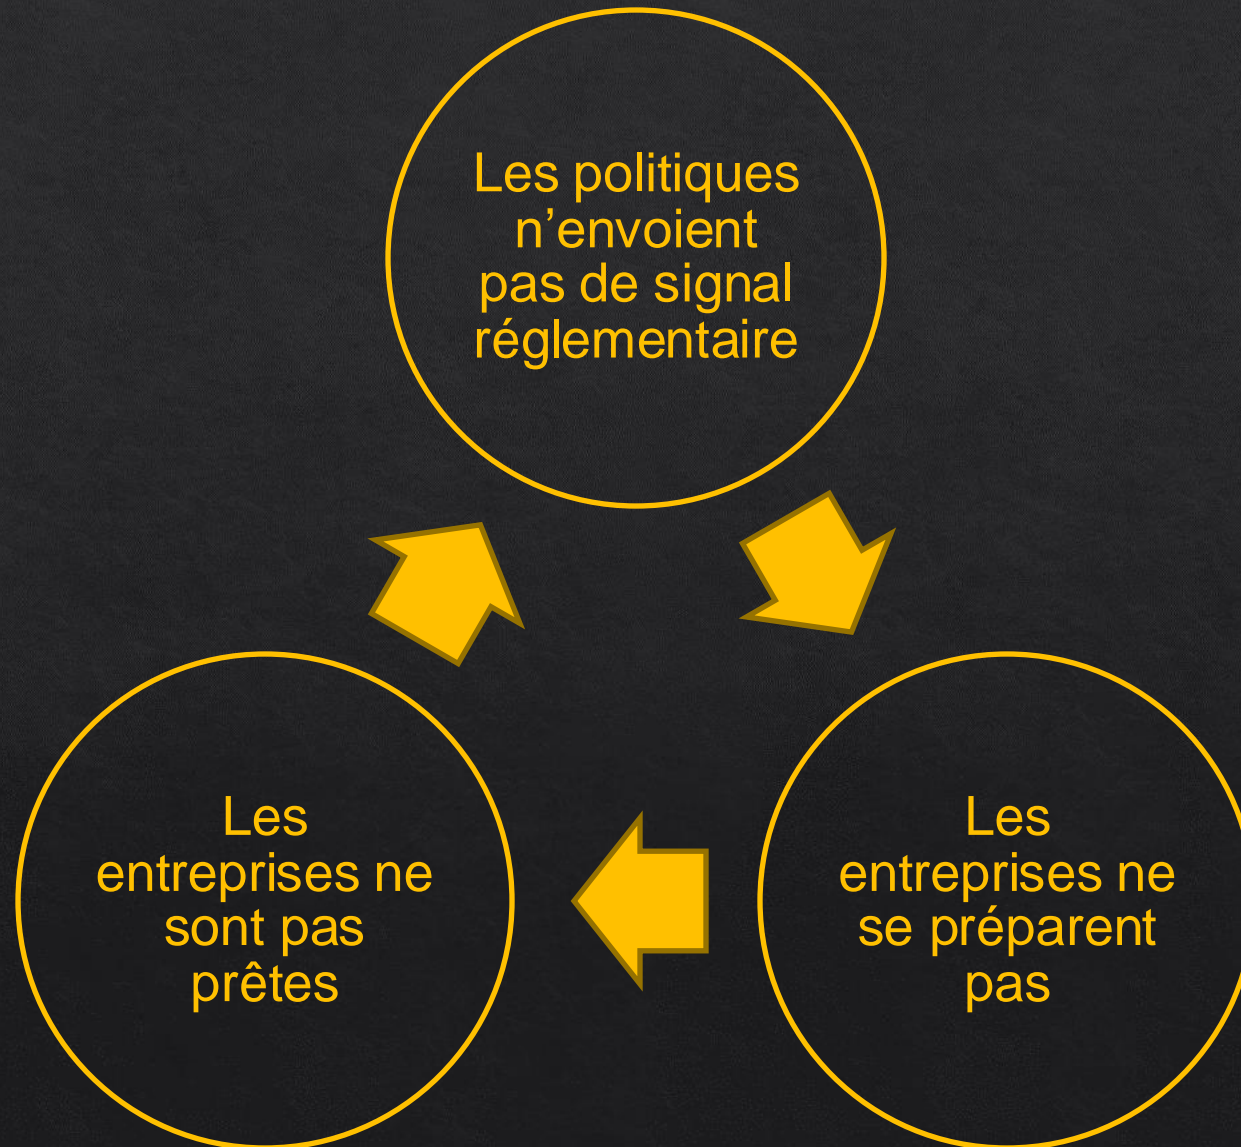 Les politiques
n’envoient
pas de signal
réglementaire
Les
entreprises ne
se préparent
pas
Les
entreprises ne
sont pas
prêtes